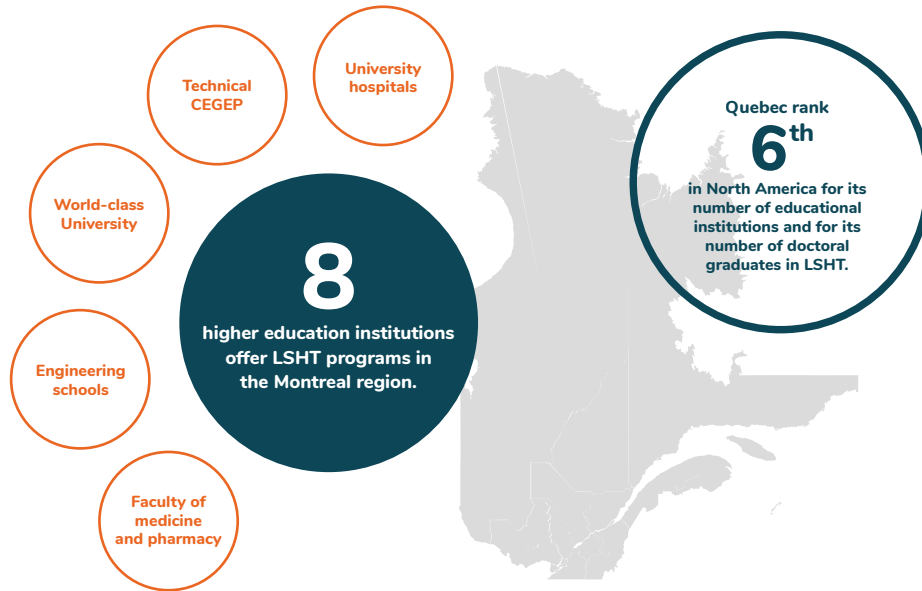 University
hospitals
Technical
CEGEP
World-class
University
Engineering
schools
Faculty of
medicine
and pharmacy
8
higher education institutions
offer LSHT programs in
the Montreal region.
Quebec rank
6th
in North America for its
number of educational
institutions and for its
number of doctoral
graduates in LSHT.